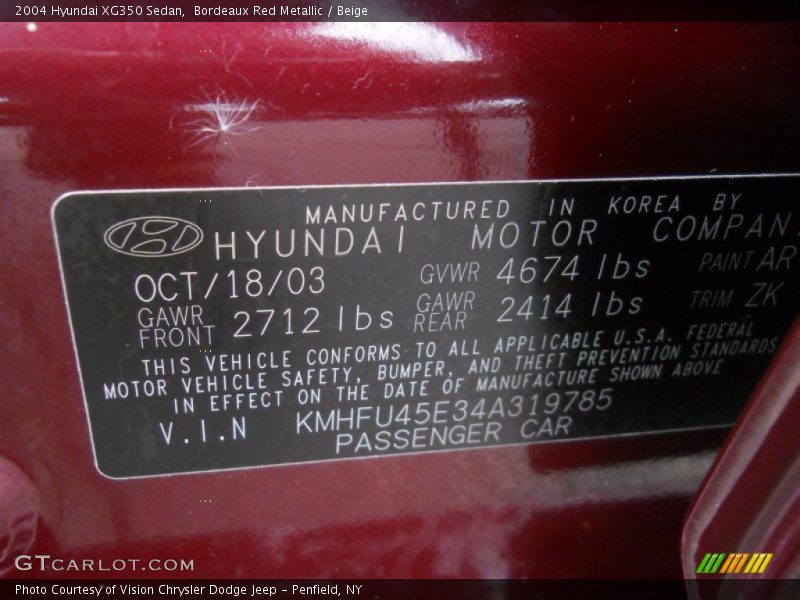 2004 Hyundai XG350 Sedan, Bordeaux Red Metallic / Beige
MANUFACTURED IN KOREA BY
HYUNDAI MOTOR COMPAN
OCT/18/03 GVWR 4674 lbs PAINT AR
GAWR FRONT 2712 lbs GAWR REAR 2414 lbs TRIM ZK
THIS VEHICLE CONFORMS TO ALL APPLICABLE U.S.A. FEDERAL
MOTOR VEHICLE SAFETY, BUMPER, AND THEFT PREVENTION STANDARDS
IN EFFECT ON THE DATE OF MANUFACTURE SHOWN ABOVE
V.I.N KMHFU45E34A319785
PASSENGER CAR
GTCARLOT.COM
Photo Courtesy of Vision Chrysler Dodge Jeep – Penfield, NY